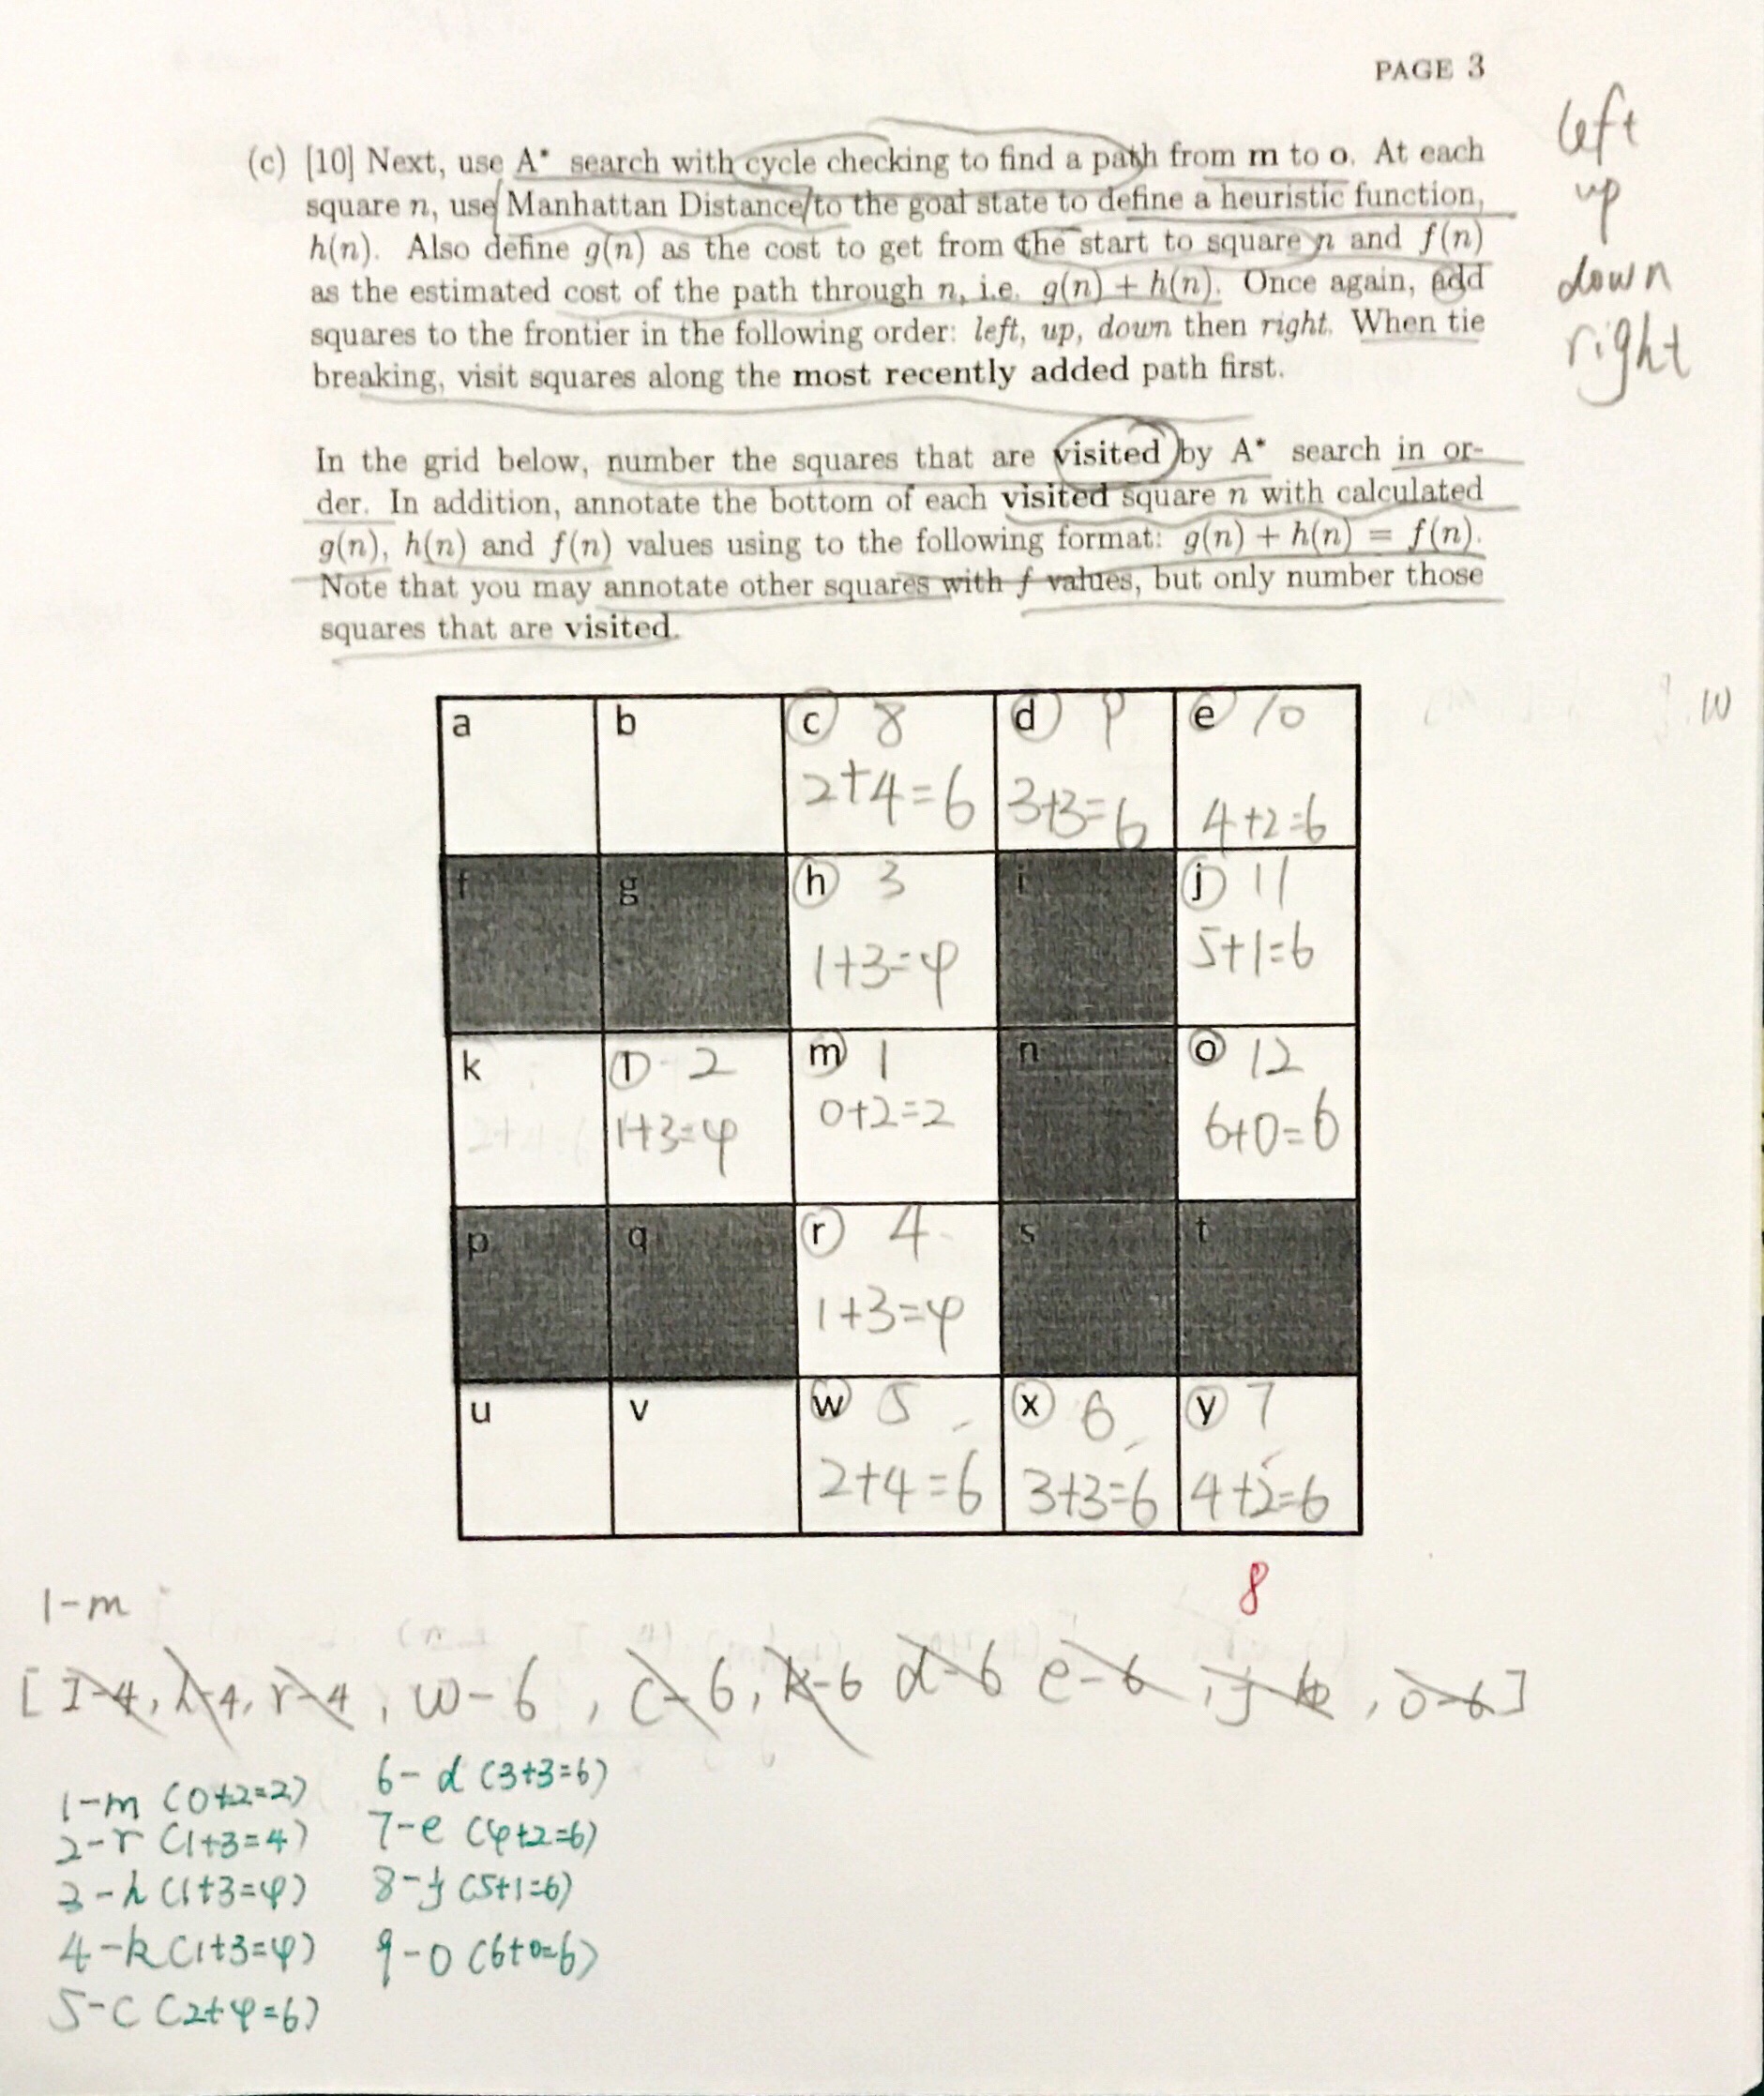 PAGE 3
left
up
down
right
(c) [10] Next, use A* search with cycle checking to find a path from m to o. At each
square n, use Manhattan Distance to the goal state to define a heuristic function,
h(n). Also define g(n) as the cost to get from the start to square n and f(n)
as the estimated cost of the path through n, i.e. g(n) + h(n). Once again, add
squares to the frontier in the following order: left, up, down then right. When tie
breaking, visit squares along the most recently added path first.
In the grid below, number the squares that are visited by A* search in or-
der. In addition, annotate the bottom of each visited square n with calculated
g(n), h(n) and f(n) values using to the following format: g(n) + h(n) = f(n).
Note that you may annotate other squares with f values, but only number those
squares that are visited.
a b c 8 d 9 e 10
2+4=6 3+3=6 4+2=6
f g h 3 i j 11
1+3=4 5+1=6
k l 2 m 1 n o 12
1+3=4 0+2=2 6+0=6
p q r 4 s t
1+3=4
u v w 5 x 6 y 7
2+4=6 3+3=6 4+2=6
8
1-m
[I-4, h-4, r-4, w-6, c-6, k-6 d-6 e-6, j-6, o-6]
1-m (0+2=2)
2-r (1+3=4)
3-h (1+3=4)
4-k (1+3=4)
5-c (2+4=6)
6-d (3+3=6)
7-e (4+2=6)
8-j (5+1=6)
9-o (6+0=6)